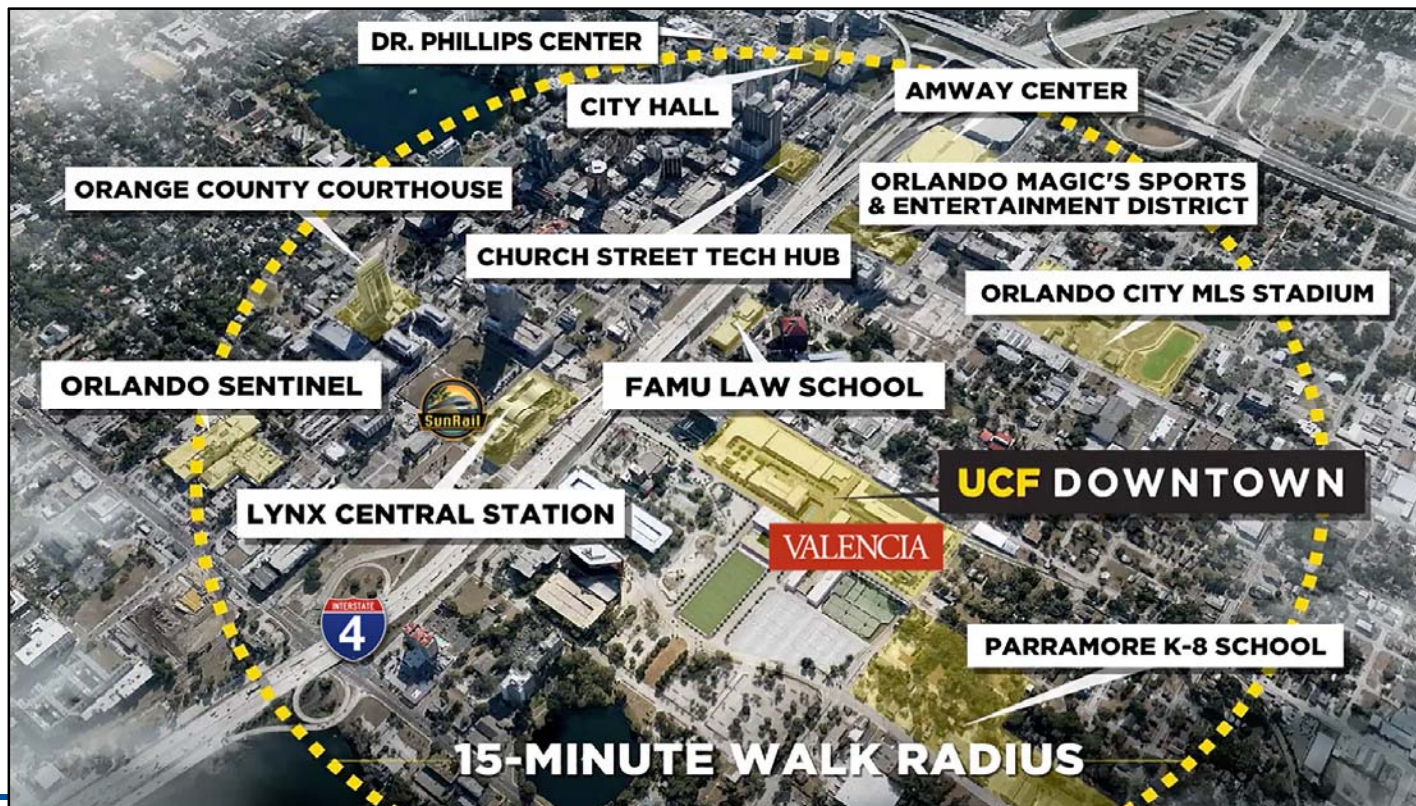 DR. PHILLIPS CENTER
CITY HALL
AMWAY CENTER
ORANGE COUNTY COURTHOUSE
ORLANDO MAGIC'S SPORTS
& ENTERTAINMENT DISTRICT
CHURCH STREET TECH HUB
ORLANDO CITY MLS STADIUM
ORLANDO SENTINEL
SunRail
FAMU LAW SCHOOL
UCF DOWNTOWN
LYNX CENTRAL STATION
VALENCIA
INTERSTATE
4
PARRAMORE K-8 SCHOOL
15-MINUTE WALK RADIUS